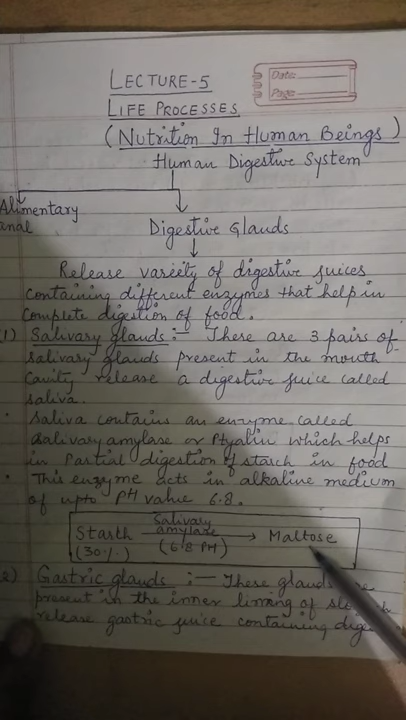 LECTURE-5
Date:
Page:
LIFE PROCESSES
(Nutrition In Human Beings)
Human Digestive System
Alimentary
anal
Digestive Glands
Release variety of digestive juices
containing different enzymes that help in
complete digestion of food.
(1) Salivary glands :- There are 3 pairs of
salivary glands present in the mouth
cavity release a digestive juice called
saliva.
• Saliva contains an enzyme called
salivary amylase or Ptyalin which helps
in Partial digestion of starch in food
• This enzyme acts in alkaline medium
of upto PH value 6.8.
Starch Salivary amylase → Maltose
(30%) (6.8 PH)
2) Gastric glands :- These glands
present in the inner lining of
release gastric juice containing